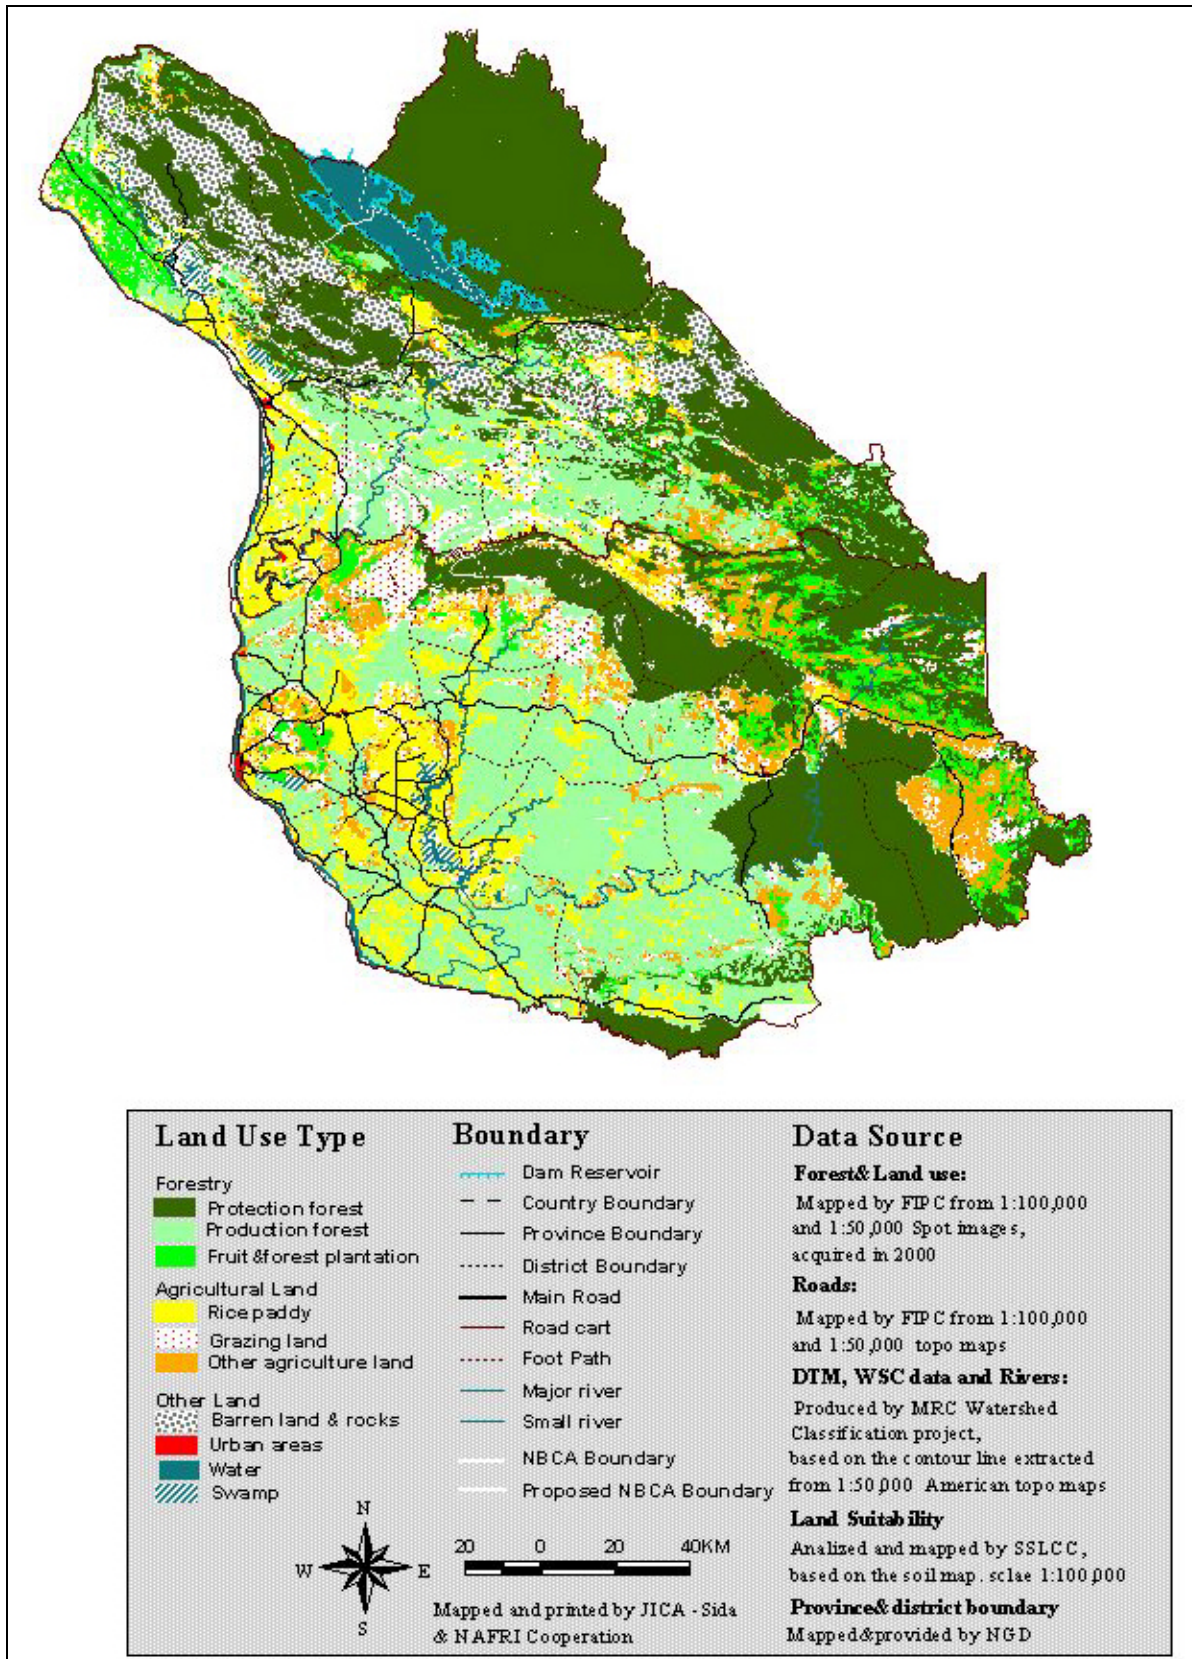 Land Use Type
Forestry
Protection forest
Production forest
Fruit &forest plantation
Agricultural Land
Rice paddy
Grazing land
Other agriculture land
Other Land
Barren land & rocks
Urban areas
Water
Swamp
Boundary
Dam Reservoir
Country Boundary
Province Boundary
District Boundary
Main Road
Road cart
Foot Path
Major river
Small river
NBCA Boundary
Proposed NBCA Boundary
Data Source
Forest& Land use:
Mapped by FIPC from 1:100,000
and 1:50,000 Spot images,
acquired in 2000
Roads:
Mapped by FIPC from 1:100,000
and 1:50,000 topo maps
DTM, WSC data and Rivers:
Produced by MRC Watershed
Classification project,
based on the contour line extracted
from 1:50,000 American topo maps
Land Suitability
Analized and mapped by SSLCC,
based on the soil map. sclae 1:100,000
Province& district boundary
Mapped&provided by NGD
N
W E
S
20 0 20 40KM
Mapped and printed by JICA - Sida
& NAFRI Cooperation